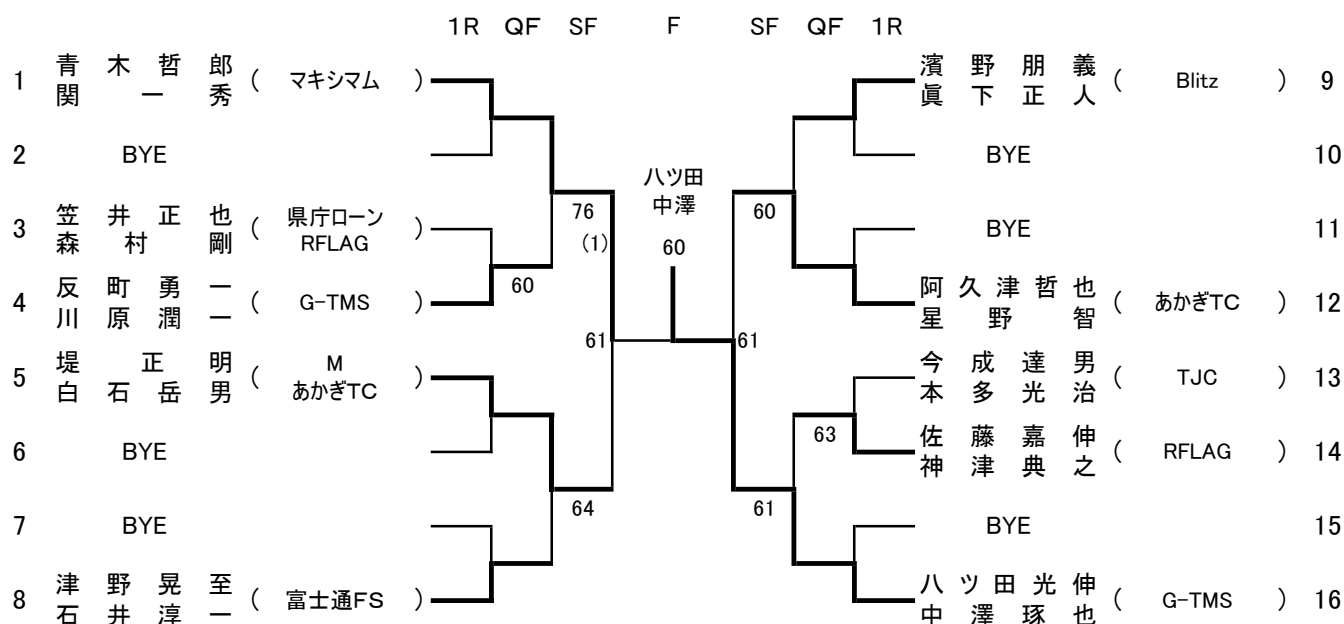 1R QF SF F SF QF 1R
1 青木哲郎 関一秀 ( マキシマム )
2 BYE
3 笠井正也 森村剛 ( 県庁ローン RFLAG )
4 反町勇一 川原潤一 ( G-TMS )
5 堤正明 白石岳男 ( M あかぎTC )
6 BYE
7 BYE
8 津野晃至 石井淳一 ( 富士通FS )
60
76
(1)
64
61
八ツ田
中澤
60
61
60
61
63
濱野朋義 眞下正人 ( Blitz ) 9
BYE 10
BYE 11
阿久津哲也 星野智 ( あかぎTC ) 12
今成達男 本多光治 ( TJC ) 13
佐藤嘉伸 神津典之 ( RFLAG ) 14
BYE 15
八ツ田光伸 中澤琢也 ( G-TMS ) 16